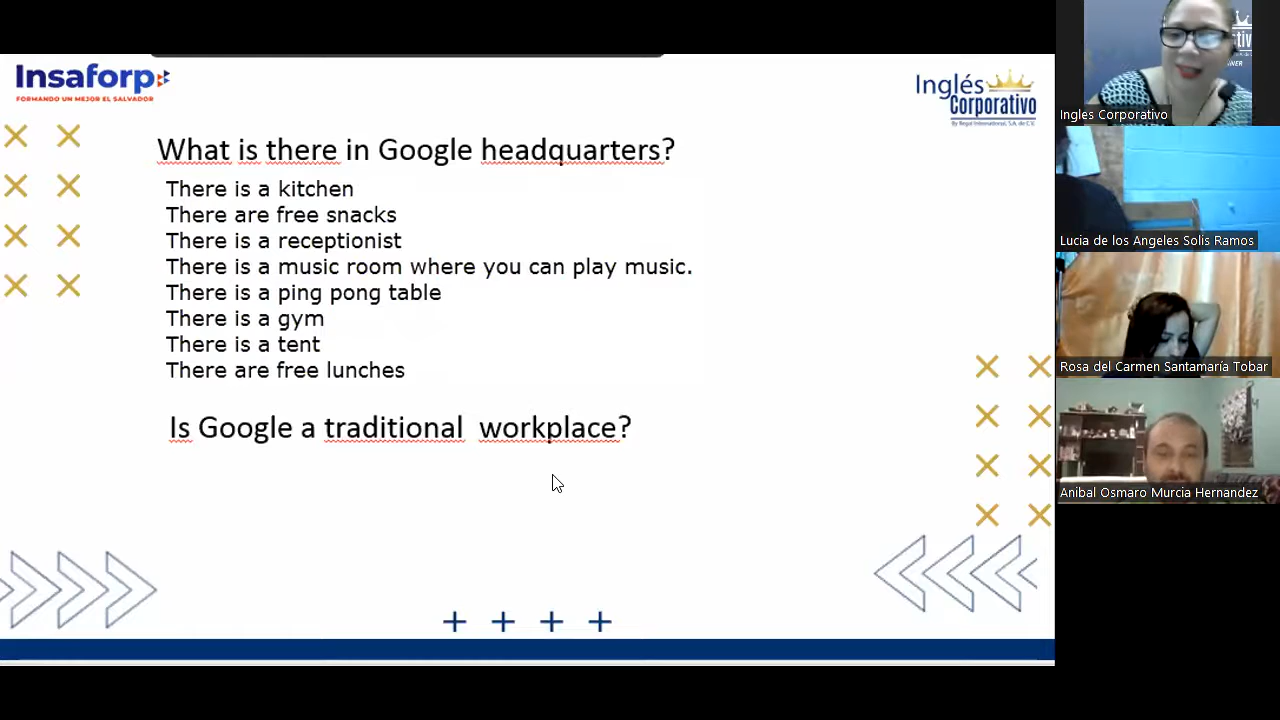 Insaforp
FORMANDO UN MEJOR EL SALVADOR
Inglés
Corporativo
By Regal International, S.A. de C.V.
What is there in Google headquarters?
There is a kitchen
There are free snacks
There is a receptionist
There is a music room where you can play music.
There is a ping pong table
There is a gym
There is a tent
There are free lunches
Is Google a traditional workplace?
Ingles Corporativo
Lucia de los Angeles Solis Ramos
Rosa del Carmen Santamaría Tobar
Anibal Osmaro Murcia Hernandez